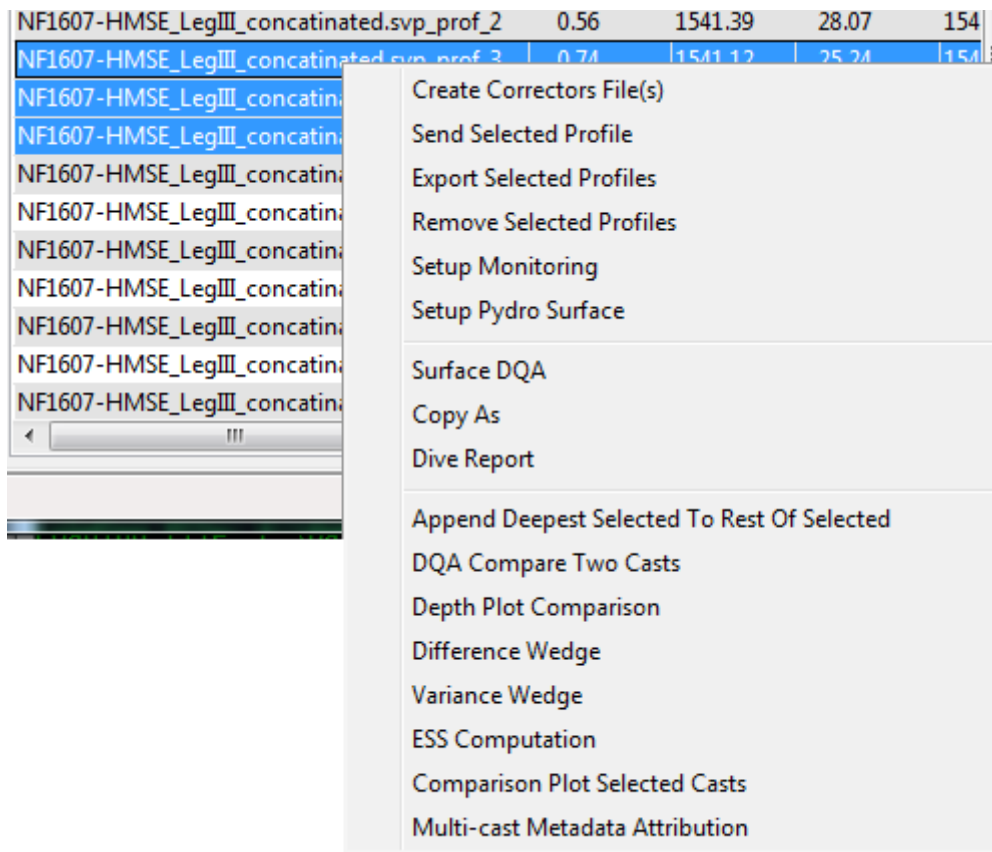 NF1607-HMSE_LegIII_concatinated.svp_prof_2 0.56 1541.39 28.07 154
NF1607-HMSE_LegIII_concatinated.svp_prof_3 0.74 1541.12 25.24 154
NF1607-HMSE_LegIII_concatina
NF1607-HMSE_LegIII_concatina
NF1607-HMSE_LegIII_concatina
NF1607-HMSE_LegIII_concatina
NF1607-HMSE_LegIII_concatina
NF1607-HMSE_LegIII_concatina
NF1607-HMSE_LegIII_concatina
NF1607-HMSE_LegIII_concatina
NF1607-HMSE_LegIII_concatina
Create Correctors File(s)
Send Selected Profile
Export Selected Profiles
Remove Selected Profiles
Setup Monitoring
Setup Pydro Surface
Surface DQA
Copy As
Dive Report
Append Deepest Selected To Rest Of Selected
DQA Compare Two Casts
Depth Plot Comparison
Difference Wedge
Variance Wedge
ESS Computation
Comparison Plot Selected Casts
Multi-cast Metadata Attribution